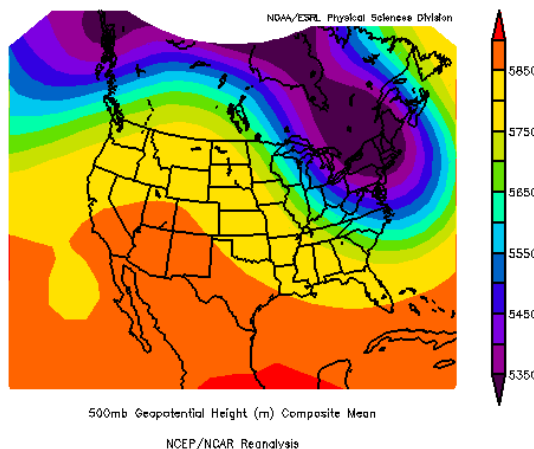 NOAA/ESRL Physical Sciences Division
5850
5750
5650
5550
5450
5350
500mb Geopotential Height (m) Composite Mean
NCEP/NCAR Reanalysis